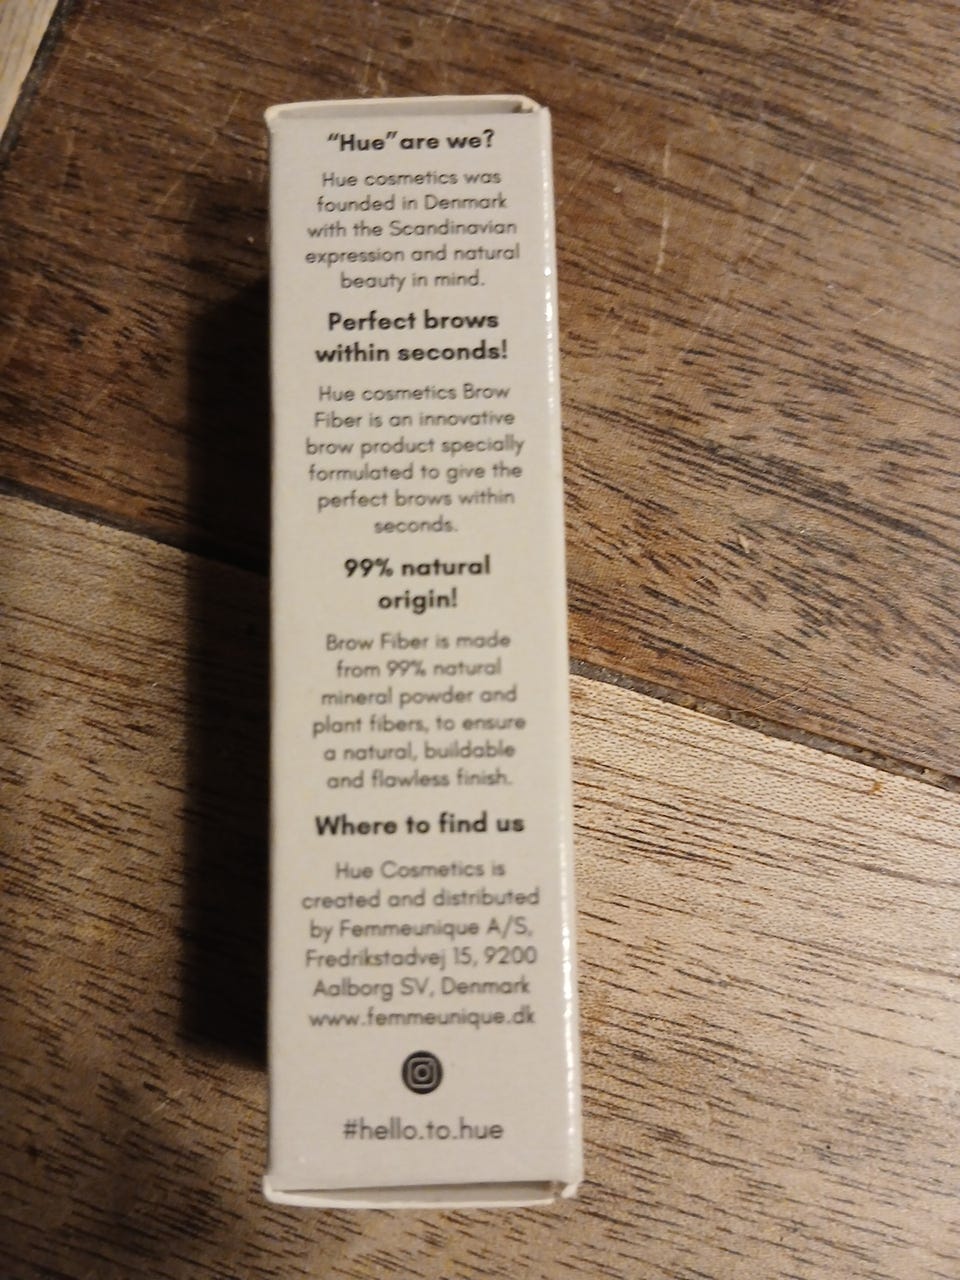 “Hue” are we?
Hue cosmetics was
founded in Denmark
with the Scandinavian
expression and natural
beauty in mind.
Perfect brows
within seconds!
Hue cosmetics Brow
Fiber is an innovative
brow product specially
formulated to give the
perfect brows within
seconds.
99% natural
origin!
Brow Fiber is made
from 99% natural
mineral powder and
plant fibers, to ensure
a natural, buildable
and flawless finish.
Where to find us
Hue Cosmetics is
created and distributed
by Femmeunique A/S,
Fredrikstadvej 15, 9200
Aalborg SV, Denmark
www.femmeunique.dk
#hello.to.hue